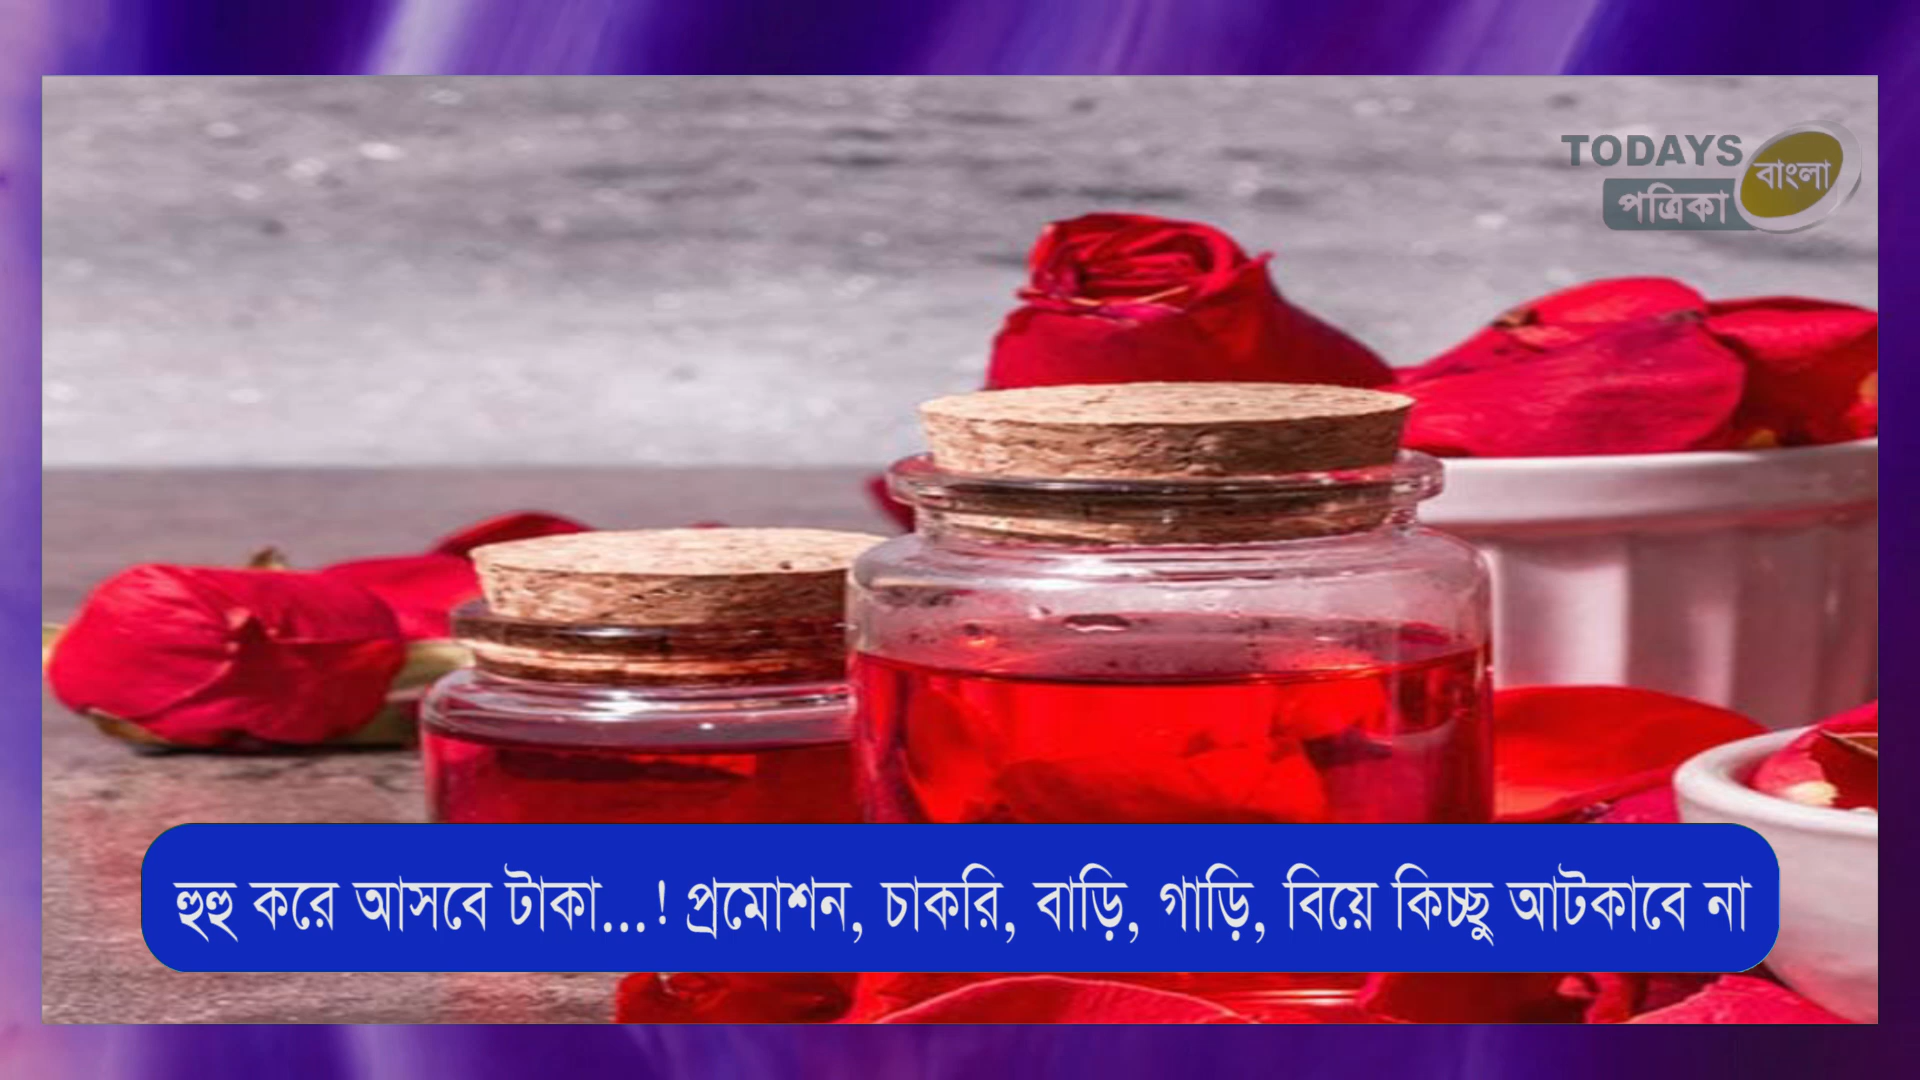 TODAYS
বাংলা
পত্রিকা
হুহু করে আসবে টাকা...! প্রমোশন, চাকরি, বাড়ি, গাড়ি, বিয়ে কিচ্ছু আটকাবে না